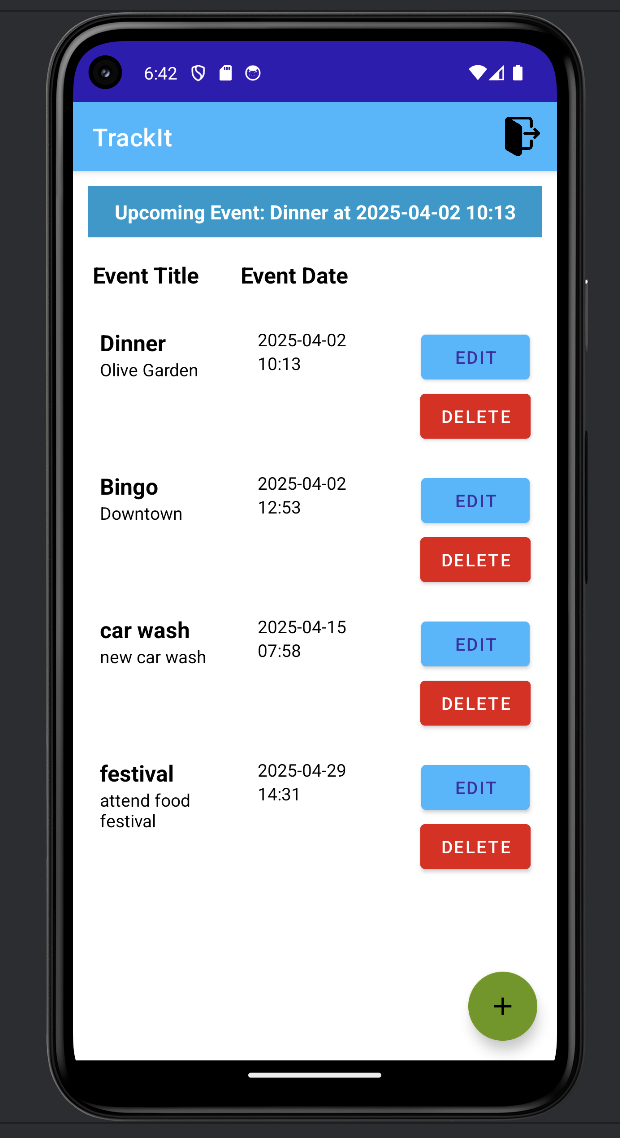 6:42
TrackIt
Upcoming Event: Dinner at 2025-04-02 10:13
Event Title Event Date
Dinner
Olive Garden
2025-04-02
10:13
EDIT
DELETE
Bingo
Downtown
2025-04-02
12:53
EDIT
DELETE
car wash
new car wash
2025-04-15
07:58
EDIT
DELETE
festival
attend food
festival
2025-04-29
14:31
EDIT
DELETE
+